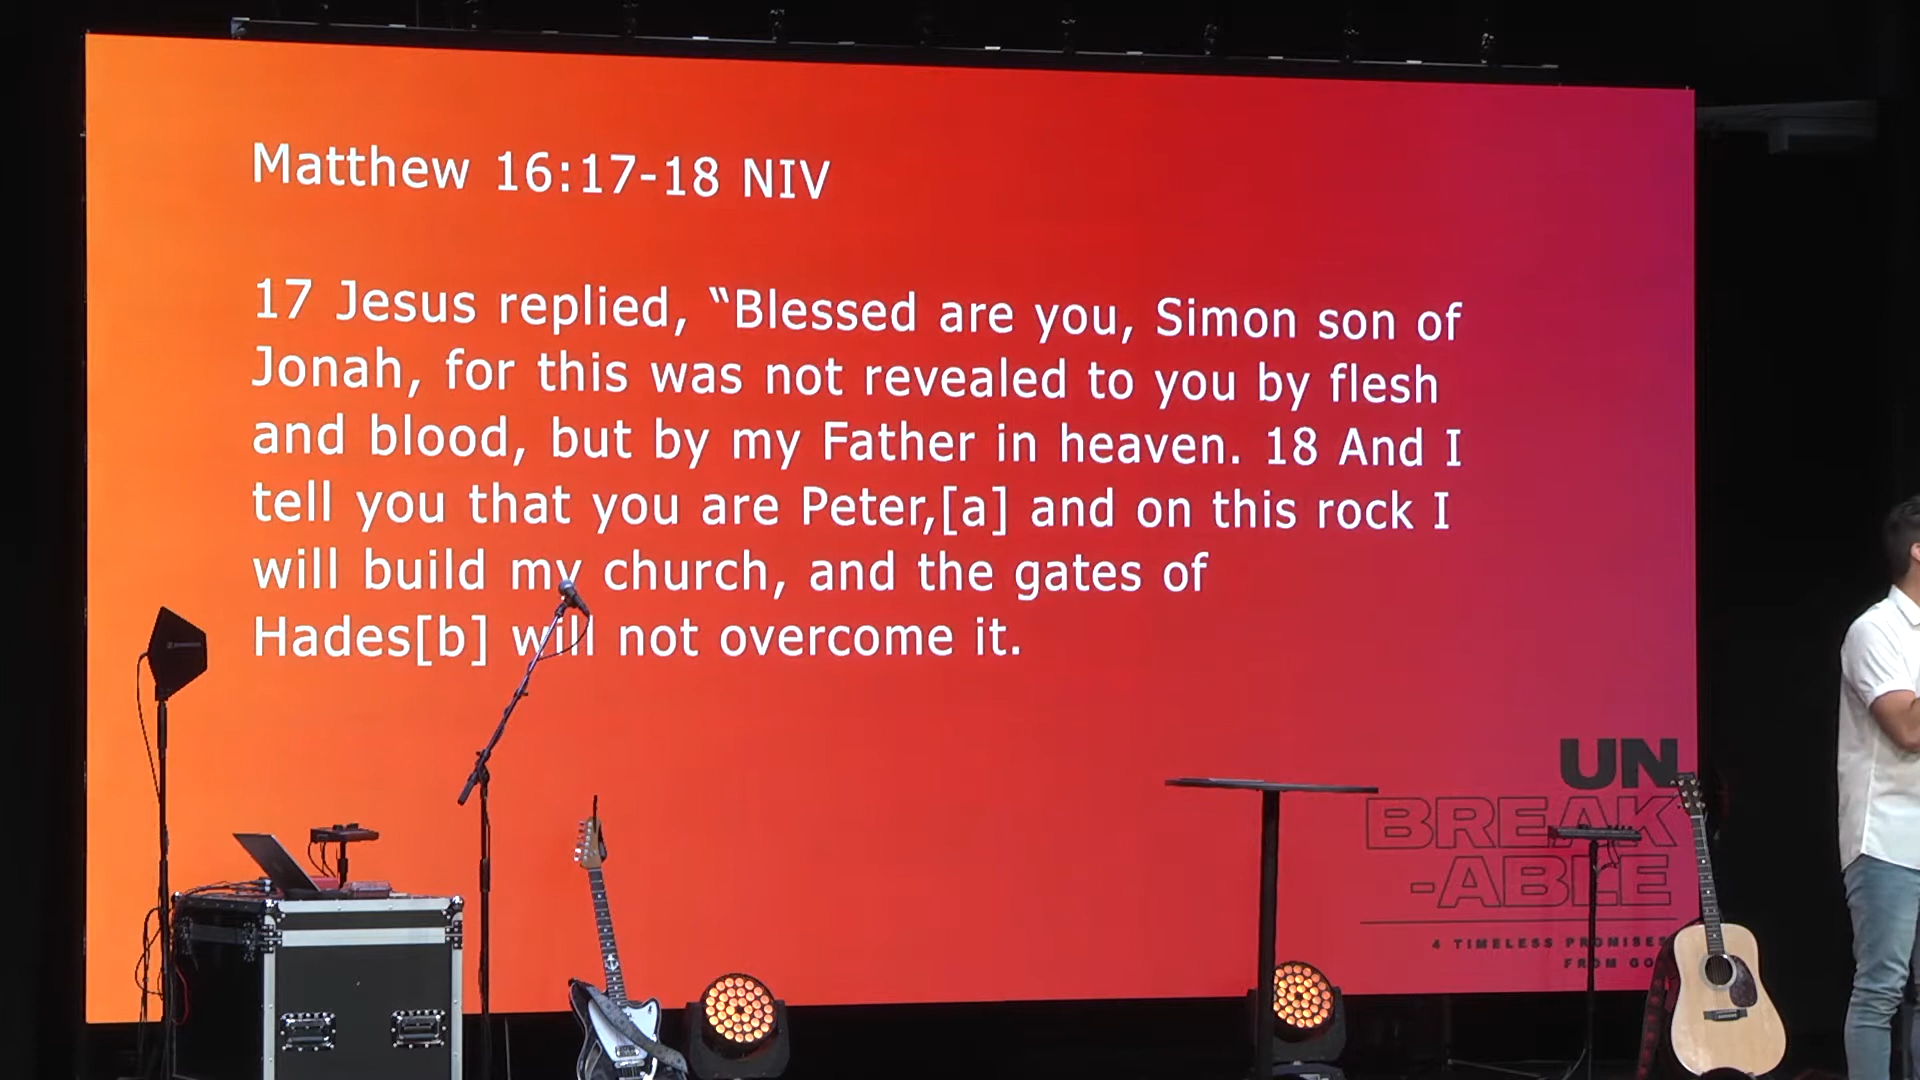 Matthew 16:17-18 NIV
17 Jesus replied, “Blessed are you, Simon son of
Jonah, for this was not revealed to you by flesh
and blood, but by my Father in heaven. 18 And I
tell you that you are Peter,[a] and on this rock I
will build my church, and the gates of
Hades[b] will not overcome it.
UN
BREAK
-ABLE
4 TIMELESS PROMISES
FROM GO